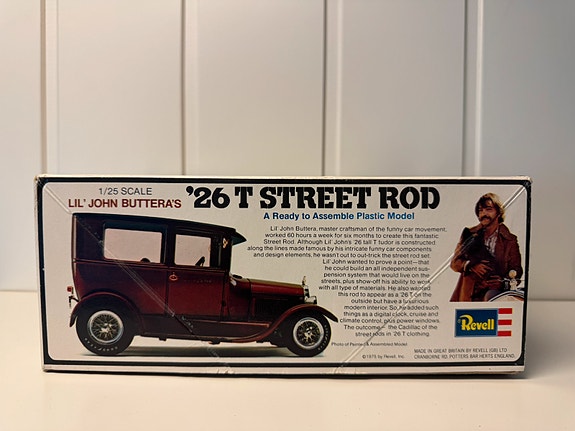 1/25 SCALE
LIL' JOHN BUTTERA'S
'26 T STREET ROD
A Ready to Assemble Plastic Model
Lil' John Buttera, master craftsman of the funny car movement,
worked 60 hours a week for six months to create this fantastic
Street Rod. Although Lil' John's '26 tall T tudor is constructed
along the lines made famous by his intricate funny car components
and design elements, he wasn't out to out-trick the street rod set.
Lil' John wanted to prove a point—that
he could build an all independent sus-
pension system that would live on the
streets, plus show-off his ability to work
with all type of materials. He also wanted
this rod to appear as a '26 T on the
outside but have a luxurious
modern interior. So, he added such
things as a digital clock, cruise and
climate control, plus power windows.
The outcome—the Cadillac of the
street rods in '26 T clothing.
Photo of Painted & Assembled Model.
©1975 by Revell, Inc.
Revell
MADE IN GREAT BRITAIN BY REVELL (GB) LTD
CRANBORNE RD, POTTERS BAR HERTS ENGLAND